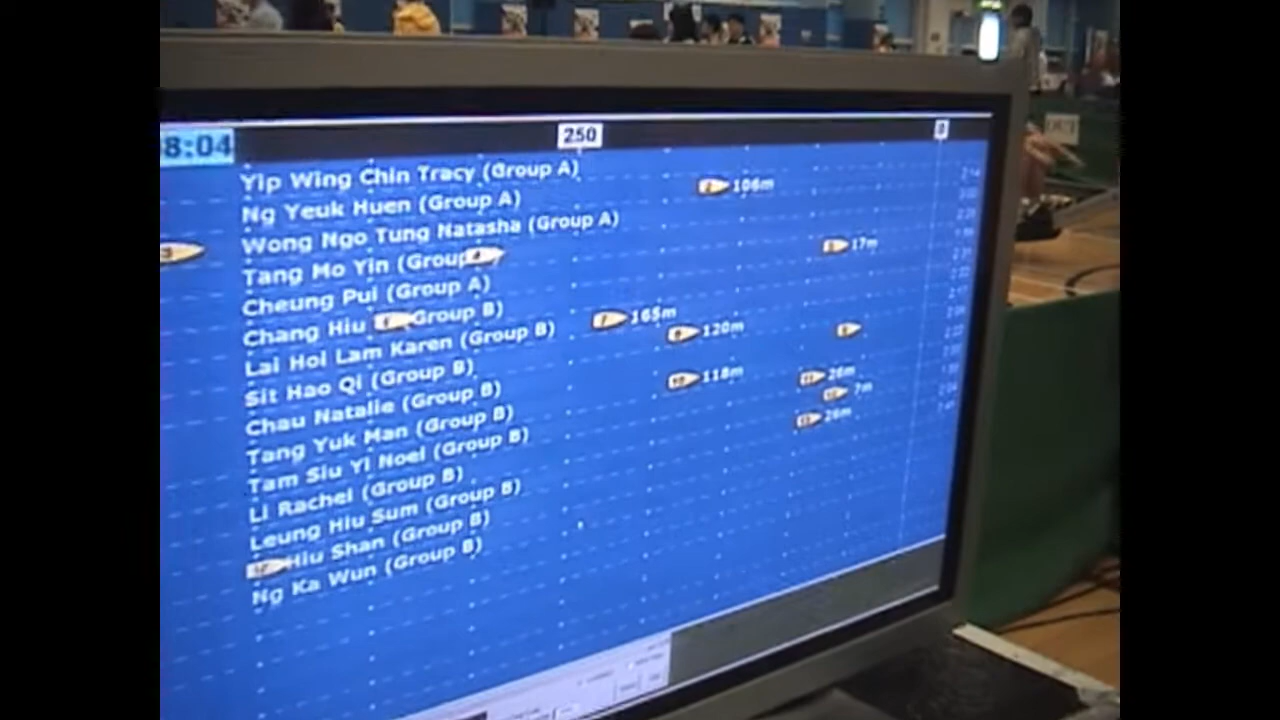 8:04
250
0
Yip Wing Chin Tracy (Group A)
Ng Yeuk Huen (Group A)
Wong Ngo Tung Natasha (Group A)
Tang Mo Yin (Group
Cheung Pui (Group A)
Chang Hiu Group B)
Lai Hoi Lam Karen (Group B)
Sit Hao Qi (Group B)
Chau Natalie (Group B)
Tang Yuk Man (Group B)
Tam Siu Yi Noel (Group B)
Li Rachel (Group B)
Leung Hiu Sum (Group B)
Hiu Shan (Group B)
Ng Ka Wun (Group B)
106m
17m
165m
120m
118m
26m
7m
28m